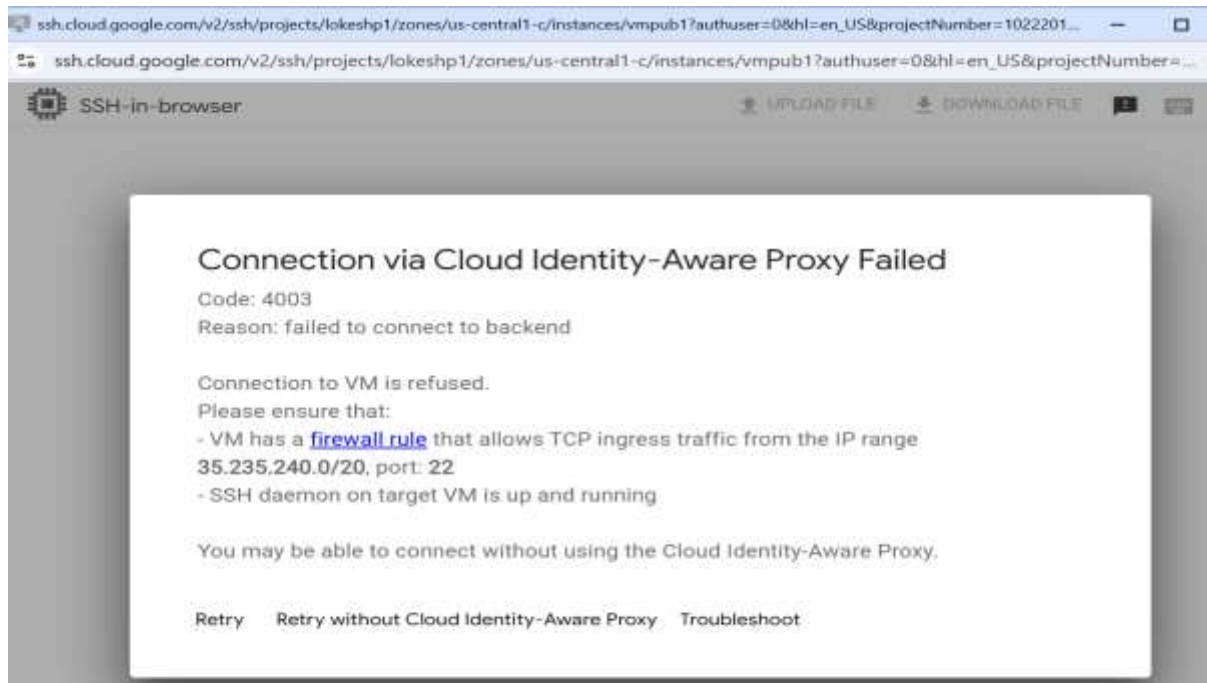 ssh.cloud.google.com/v2/ssh/projects/lokeshp1/zones/us-central1-c/instances/vmpub1?authuser=0&hl=en_US&projectNumber=1022201...
ssh.cloud.google.com/v2/ssh/projects/lokeshp1/zones/us-central1-c/instances/vmpub1?authuser=0&hl=en_US&projectNumber=...
SSH-in-browser
UPLOAD FILE
DOWNLOAD FILE
Connection via Cloud Identity-Aware Proxy Failed
Code: 4003
Reason: failed to connect to backend
Connection to VM is refused.
Please ensure that:
- VM has a firewall rule that allows TCP ingress traffic from the IP range
35.235.240.0/20, port: 22
- SSH daemon on target VM is up and running
You may be able to connect without using the Cloud Identity-Aware Proxy.
Retry
Retry without Cloud Identity-Aware Proxy
Troubleshoot